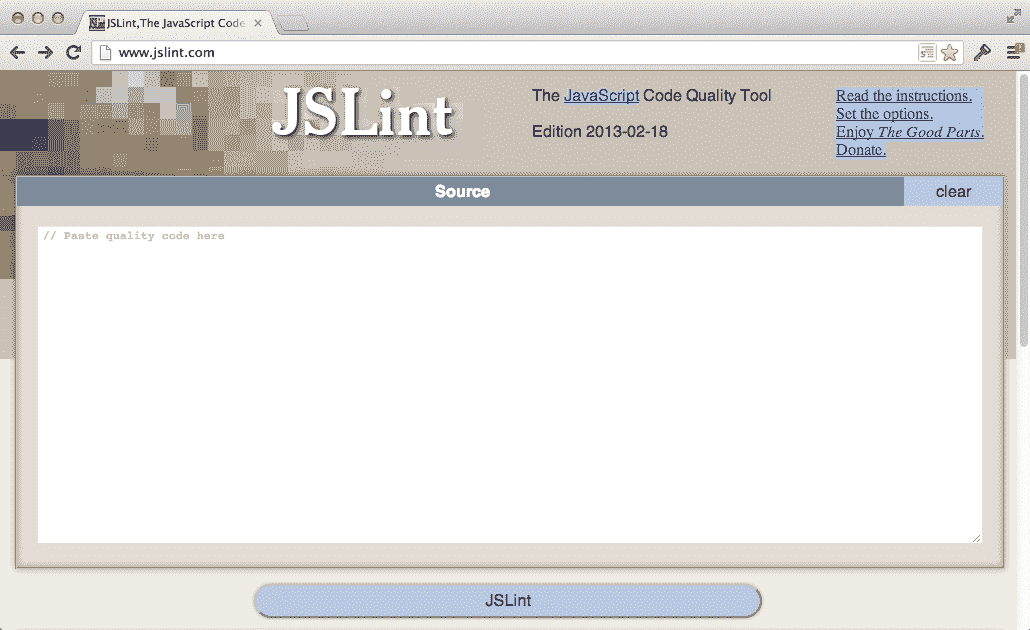 JSLint,The JavaScript Code
www.jslint.com
JSLint
The JavaScript Code Quality Tool
Edition 2013-02-18
Read the instructions.
Set the options.
Enjoy The Good Parts.
Donate.
Source
clear
// Paste quality code here
JSLint